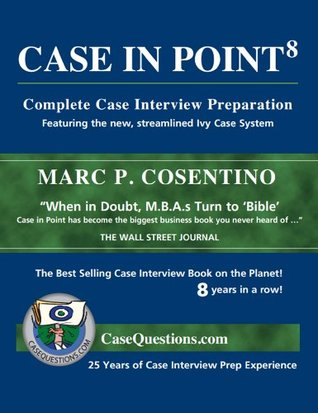 CASE IN POINT⁸
Complete Case Interview Preparation
Featuring the new, streamlined Ivy Case System
MARC P. COSENTINO
“When in Doubt, M.B.A.s Turn to ‘Bible’
Case in Point has become the biggest business book you never heard of …”
THE WALL STREET JOURNAL
The Best Selling Case Interview Book on the Planet!
8 years in a row!
CASEQUESTIONS.COM
CaseQuestions.com
25 Years of Case Interview Prep Experience